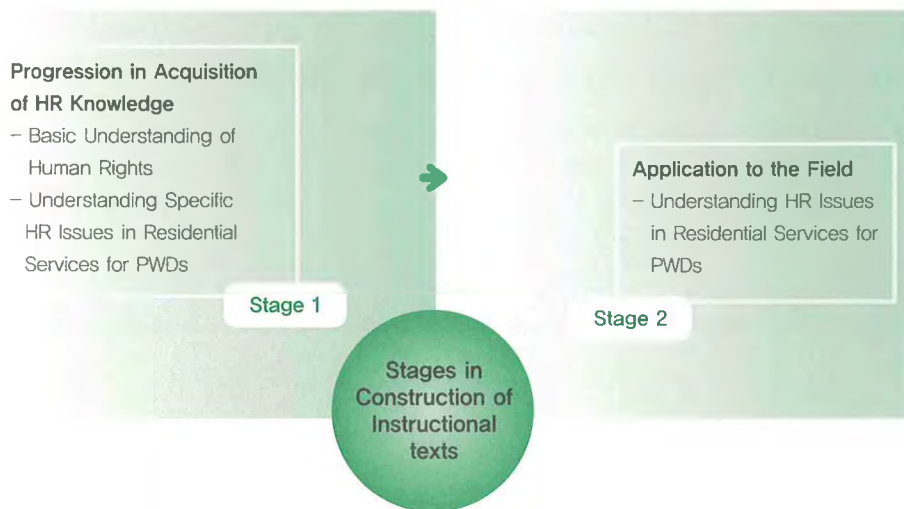 Progression in Acquisition
of HR Knowledge
– Basic Understanding of
Human Rights
– Understanding Specific
HR Issues in Residential
Services for PWDs
Stage 1
Application to the Field
– Understanding HR Issues
in Residential Services for
PWDs
Stage 2
Stages in
Construction of
Instructional
texts